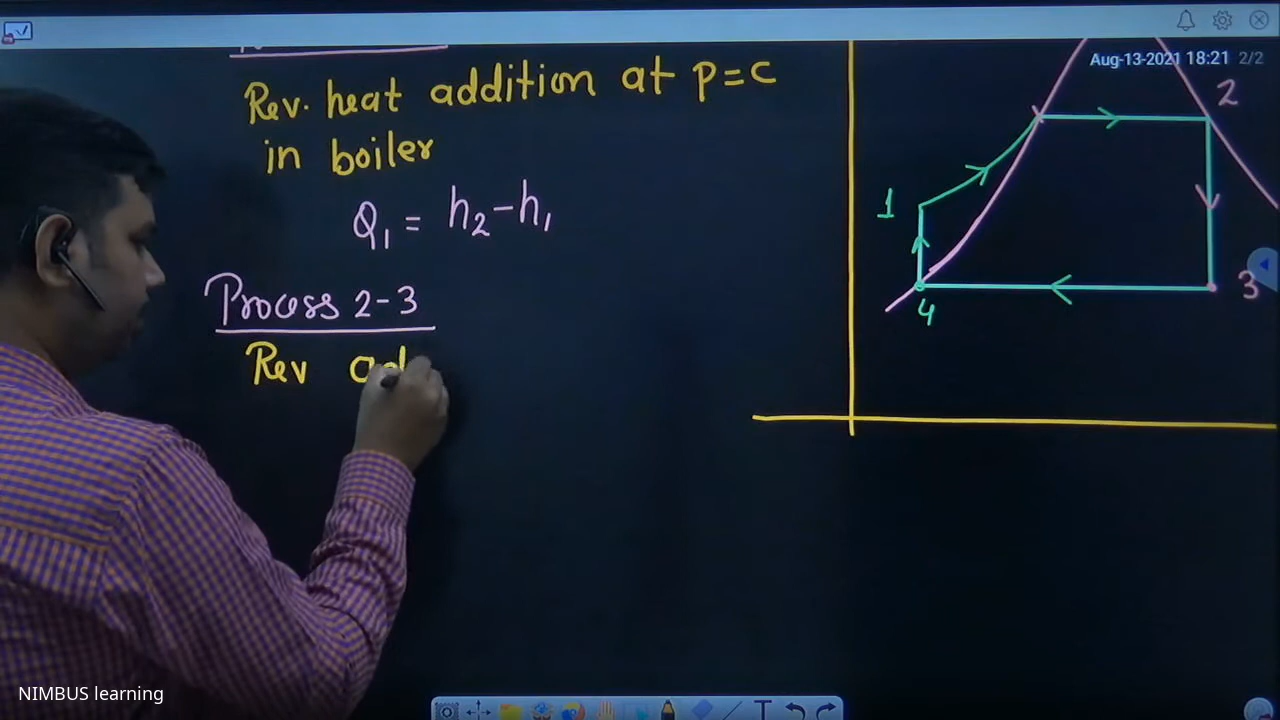 Aug-13-2021 18:21 2/2
Rev. heat addition at p=c
in boiler
Q₁ = h₂-h₁
Process 2-3
Rev ad
2
1
3
4
NIMBUS learning
T